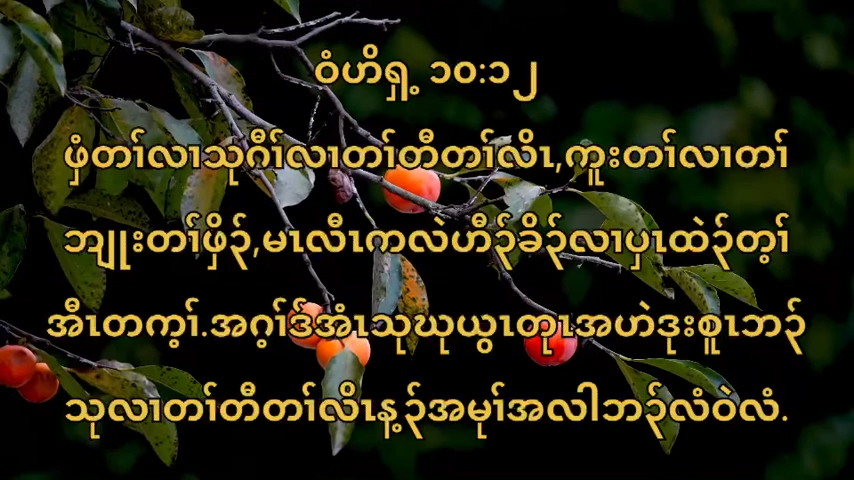 ဝံဟိရှ့ ၁၀:၁၂
ဖှံတၢ်လၢသုဂီၢ်လၢတၢ်တီတၢ်လိၤ,ကူးတၢ်လၢတၢ်
ဘျုးတၢ်ဖှိၣ်,မၤလီၤကလဲဟီၣ်ခိၣ်လၢပှၤထဲၣ်တ့ၢ်
အီၤတက့ၢ်.အဂ့ၢ်ဒ်အံၤသုဃုယွၤတုၤအဟဲဒုးစူၤဘၣ်
သုလၢတၢ်တီတၢ်လိၤန့ၣ်အမုၢ်အလါဘၣ်လံဝဲလံ.